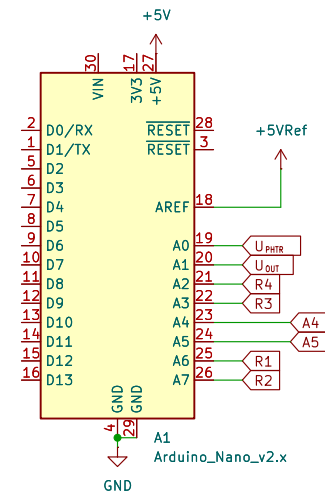 +5V
30
17
27
VIN
3V3
+5V
2 D0/RX
1 D1/TX
5 D2
6 D3
7 D4
8 D5
9 D6
10 D7
11 D8
12 D9
13 D10
14 D11
15 D12
16 D13
RESET 28
RESET 3
+5VRef
AREF 18
A0 19 U_PHTR
A1 20 U_OUT
A2 21 R4
A3 22 R3
A4 23 A4
A5 24 A5
A6 25 R1
A7 26 R2
GND
GND
4
29
A1
Arduino_Nano_v2.x
GND